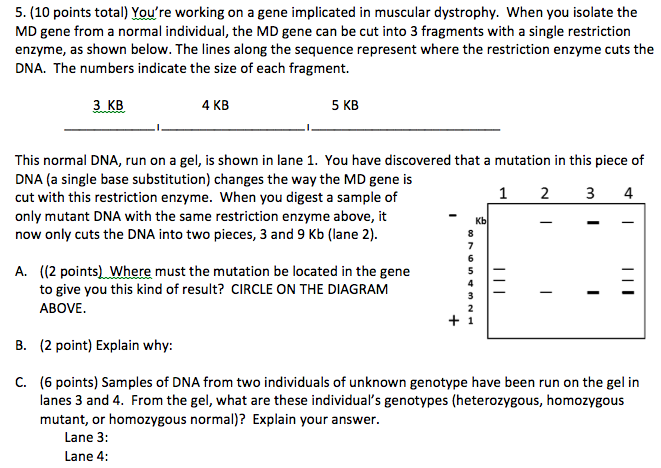 5. (10 points total) You're working on a gene implicated in muscular dystrophy.  When you isolate the
MD gene from a normal individual, the MD gene can be cut into 3 fragments with a single restriction
enzyme, as shown below. The lines along the sequence represent where the restriction enzyme cuts the
DNA.  The numbers indicate the size of each fragment.
3 KB 4 KB 5 KB
This normal DNA, run on a gel, is shown in lane 1.  You have discovered that a mutation in this piece of
DNA (a single base substitution) changes the way the MD gene is
cut with this restriction enzyme.  When you digest a sample of
only mutant DNA with the same restriction enzyme above, it
now only cuts the DNA into two pieces, 3 and 9 Kb (lane 2).
1 2 3 4
- Kb
8
7
6
5
4
3
2
+ 1
A. ((2 points) Where must the mutation be located in the gene
to give you this kind of result?  CIRCLE ON THE DIAGRAM
ABOVE.
B. (2 point) Explain why:
C. (6 points) Samples of DNA from two individuals of unknown genotype have been run on the gel in
lanes 3 and 4.  From the gel, what are these individual's genotypes (heterozygous, homozygous
mutant, or homozygous normal)?  Explain your answer.
Lane 3:
Lane 4: